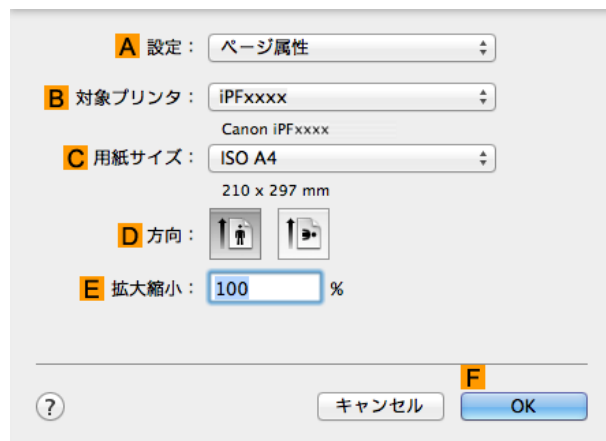 A 設定： ページ属性
B 対象プリンタ： iPFxxxx
Canon iPFxxxx
C 用紙サイズ： ISO A4
210 x 297 mm
D 方向：
E 拡大縮小： 100 %
F
? キャンセル OK